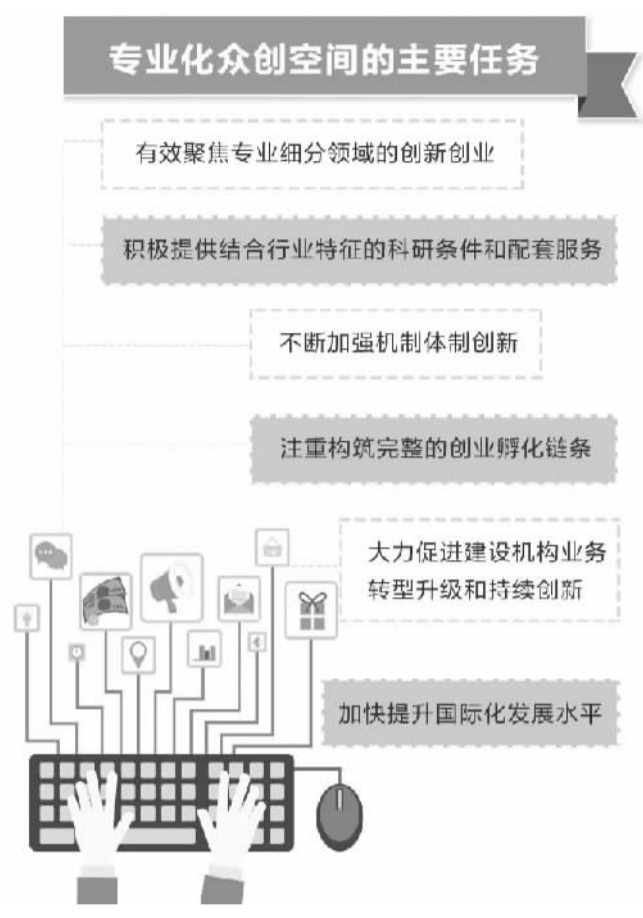 专业化众创空间的主要任务
有效聚焦专业细分领域的创新创业
积极提供结合行业特征的科研条件和配套服务
不断加强机制体制创新
注重构筑完整的创业孵化链条
大力促进建设机构业务
转型升级和持续创新
加快提升国际化发展水平